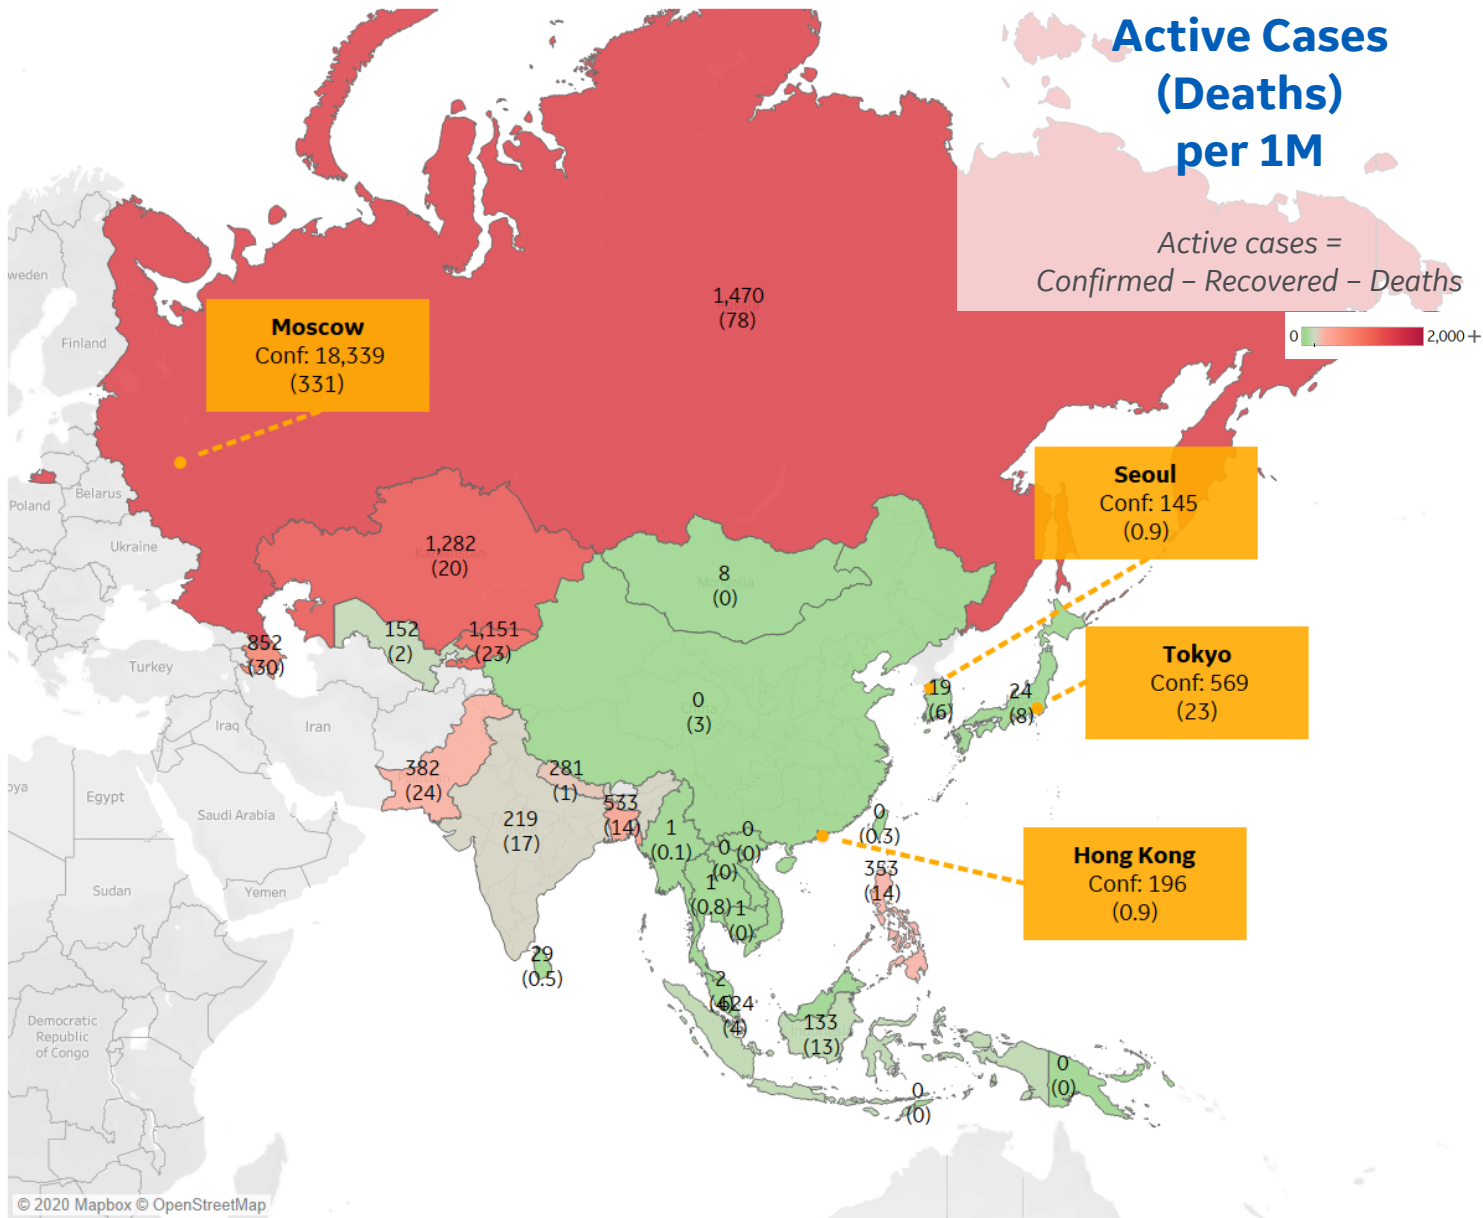 Active Cases
(Deaths)
per 1M
Active cases =
Confirmed – Recovered – Deaths
0
2,000 +
1,470
(78)
Moscow
Conf: 18,339
(331)
weden
Finland
Belarus
Poland
Ukraine
Turkey
Iraq
Iran
Egypt
oya
Saudi Arabia
Sudan
Yemen
Democratic
Republic
of Congo
Seoul
Conf: 145
(0.9)
Tokyo
Conf: 569
(23)
Hong Kong
Conf: 196
(0.9)
1,282
(20)
8
(0)
Mongolia
152
(2)
1,151
(23)
852
(30)
0
(3)
China
19
(6)
24
(8)
382
(24)
281
(1)
533
(14)
219
(17)
1
(0.1)
0
(0)
0
(0)
1
(0.8)
1
(0)
0
(0.3)
353
(14)
29
(0.5)
2
(4)
624
(4)
133
(13)
0
(0)
0
(0)
© 2020 Mapbox © OpenStreetMap